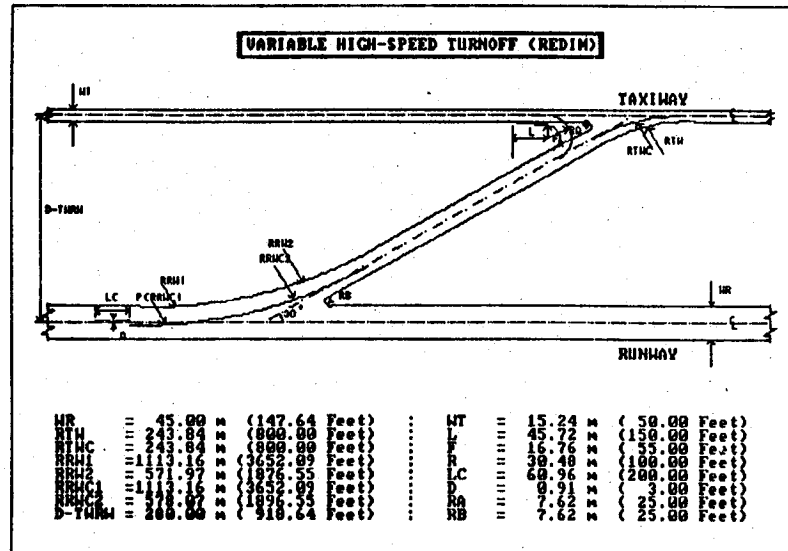 VARIABLE HIGH-SPEED TURNOFF (REDIM)
WT
TAXIWAY
L
RTWC
RTW
D-TWRW
RRW2
RRWC2
RRW1
LC
PCRRWC1
RB
WR
30°
D
RUNWAY
WR = 45.00 m (147.64 Feet) : WT = 15.24 m ( 50.00 Feet)
RTW = 243.84 m (800.00 Feet) : L = 45.72 m (150.00 Feet)
RTWC = 243.84 m (800.00 Feet) : F = 16.76 m ( 55.00 Feet)
RRW1 =1113.16 m (3652.09 Feet) : R = 30.48 m (100.00 Feet)
RRW2 = 571.97 m (1876.55 Feet) : LC = 60.96 m (200.00 Feet)
RRWC1 =1113.16 m (3652.09 Feet) : D = 0.91 m ( 3.00 Feet)
RRWC2 = 578.07 m (1896.55 Feet) : RA = 7.62 m ( 25.00 Feet)
D-TWRW = 280.00 m ( 918.64 Feet) : RB = 7.62 m ( 25.00 Feet)